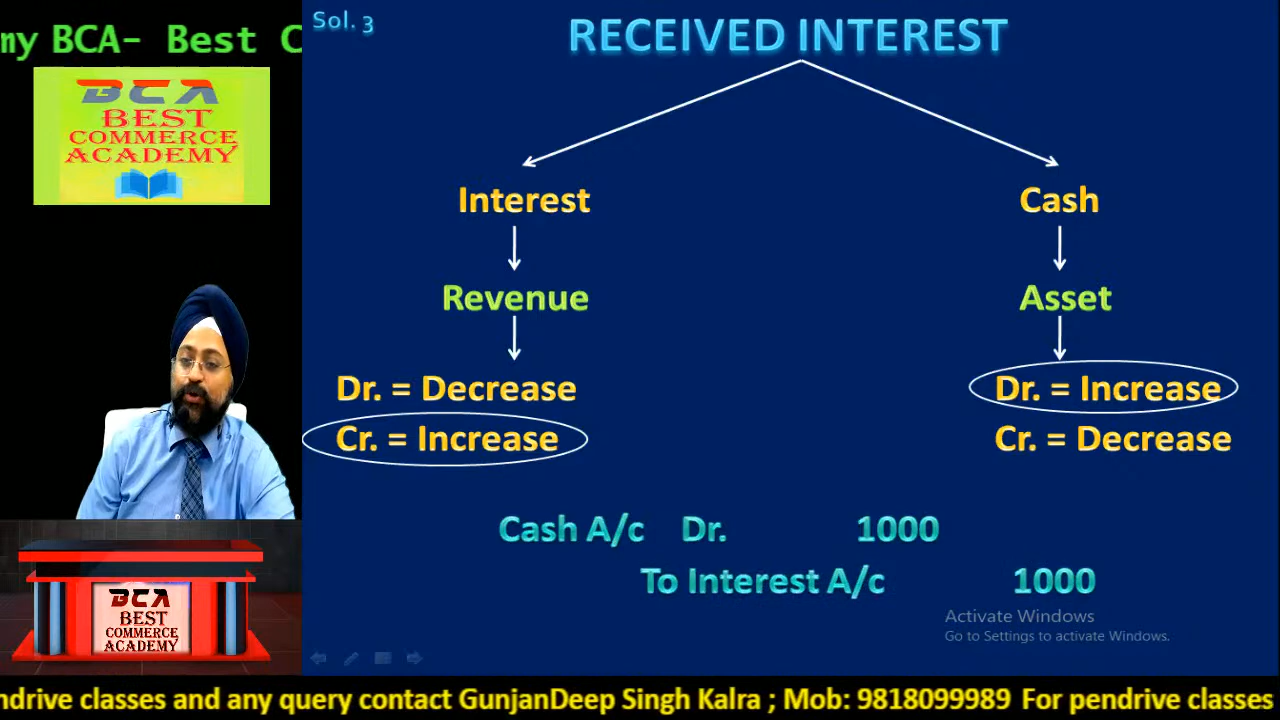 my BCA- Best C
Sol. 3
RECEIVED INTEREST
BCA
BEST
COMMERCE
ACADEMY
Interest
Cash
Revenue
Asset
Dr. = Decrease
Dr. = Increase
Cr. = Increase
Cr. = Decrease
Cash A/c Dr. 1000
To Interest A/c 1000
BCA
BEST
COMMERCE
ACADEMY
Activate Windows
Go to Settings to activate Windows.
ndrive classes and any query contact GunjanDeep Singh Kalra ; Mob: 9818099989 For pendrive classes